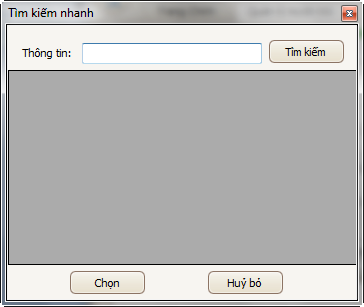 Tìm kiếm nhanh
Thông tin:
Tìm kiếm
Chọn
Huỷ bỏ